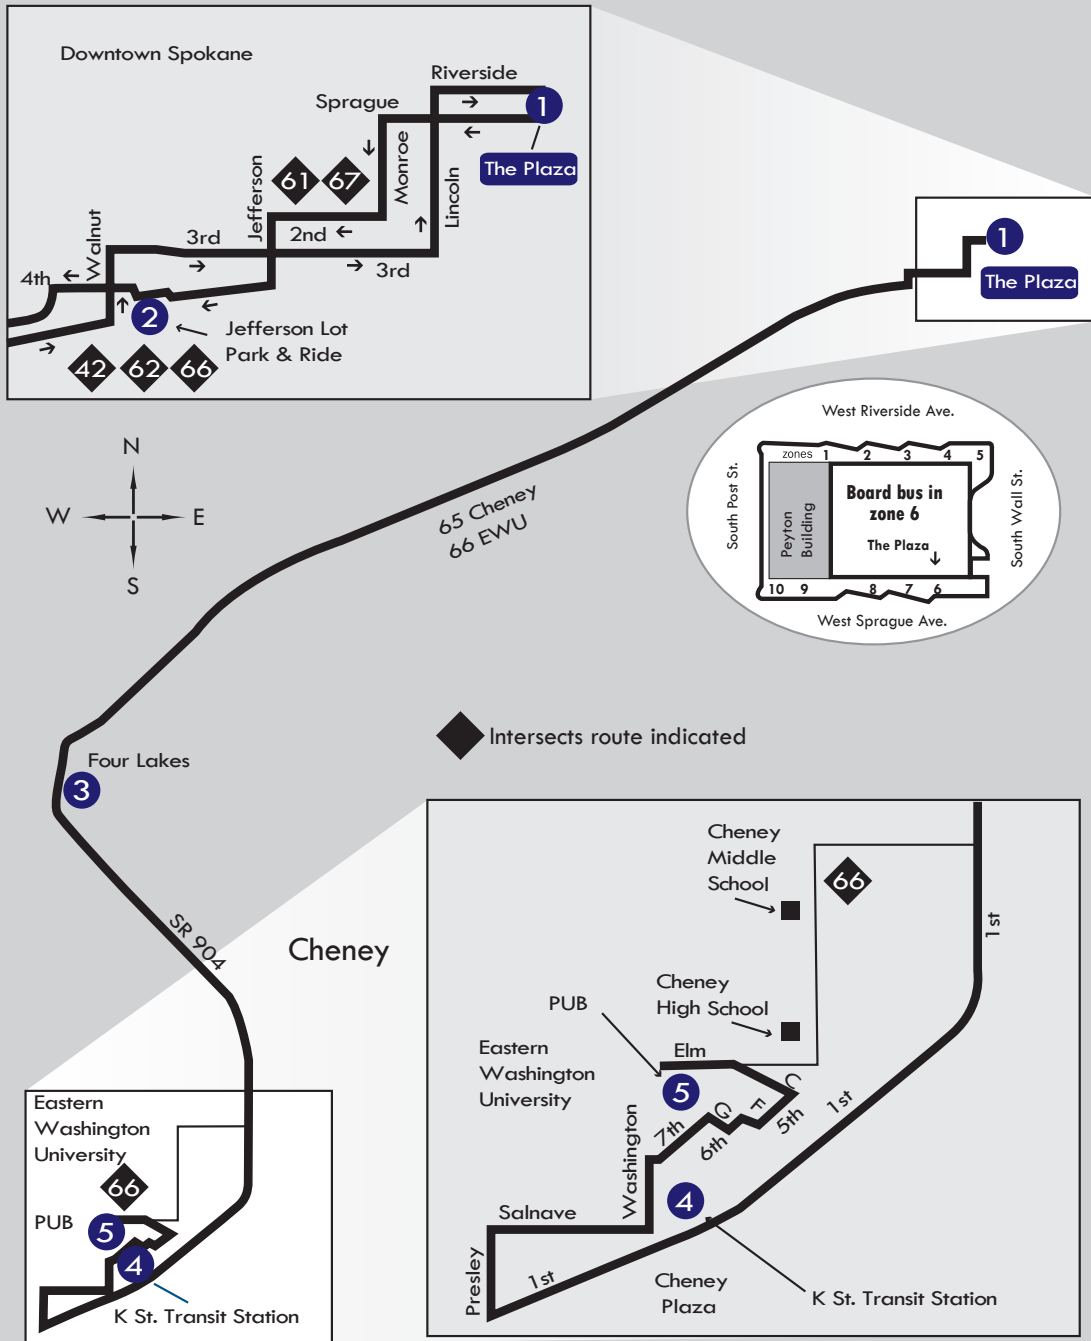 Downtown Spokane
Riverside
Sprague
1
The Plaza
Monroe
Lincoln
Jefferson
61
67
2nd
3rd
3rd
Walnut
4th
2
Jefferson Lot
Park & Ride
42
62
66
1
The Plaza
N
W
E
S
65 Cheney
66 EWU
West Riverside Ave.
zones 1 2 3 4 5
South Post St.
Peyton
Building
Board bus in
zone 6
The Plaza
South Wall St.
10 9 8 7 6
West Sprague Ave.
Intersects route indicated
Four Lakes
3
SR 904
Cheney
Eastern
Washington
University
66
PUB
5
4
K St. Transit Station
Cheney
Middle
School
66
1st
Cheney
High School
PUB
Elm
Eastern
Washington
University
5
C
F
G
5th
6th
7th
1st
Washington
4
Salnave
Presley
1st
Cheney
Plaza
K St. Transit Station